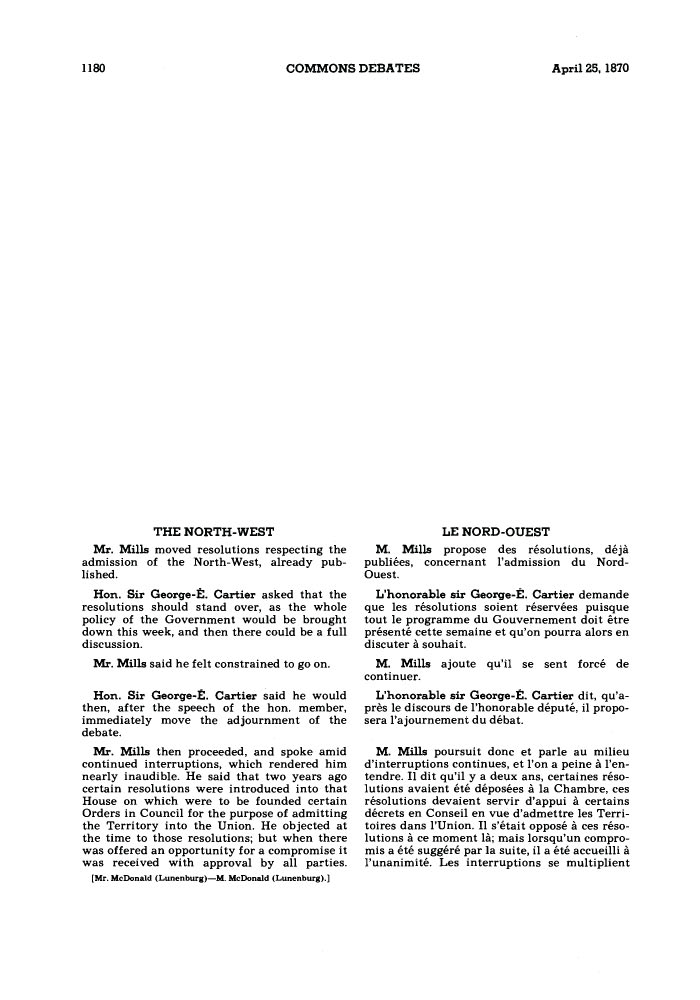 1180
COMMONS DEBATES
April 25, 1870
THE NORTH-WEST
Mr. Mills moved resolutions respecting the
admission of the North-West, already pub-
lished.
Hon. Sir George-É. Cartier asked that the
resolutions should stand over, as the whole
policy of the Government would be brought
down this week, and then there could be a full
discussion.
Mr. Mills said he felt constrained to go on.
Hon. Sir George-É. Cartier said he would
then, after the speech of the hon. member,
immediately move the adjournment of the
debate.
Mr. Mills then proceeded, and spoke amid
continued interruptions, which rendered him
nearly inaudible. He said that two years ago
certain resolutions were introduced into that
House on which were to be founded certain
Orders in Council for the purpose of admitting
the Territory into the Union. He objected at
the time to those resolutions; but when there
was offered an opportunity for a compromise it
was received with approval by all parties.
[Mr. McDonald (Lunenburg)—M. McDonald (Lunenburg).]
LE NORD-OUEST
M. Mills propose des résolutions, déjà
publiées, concernant l'admission du Nord-
Ouest.
L'honorable sir George-É. Cartier demande
que les résolutions soient réservées puisque
tout le programme du Gouvernement doit être
présenté cette semaine et qu'on pourra alors en
discuter à souhait.
M. Mills ajoute qu'il se sent forcé de
continuer.
L'honorable sir George-É. Cartier dit, qu'a-
près le discours de l'honorable député, il propo-
sera l'ajournement du débat.
M. Mills poursuit donc et parle au milieu
d'interruptions continues, et l'on a peine à l'en-
tendre. Il dit qu'il y a deux ans, certaines réso-
lutions avaient été déposées à la Chambre, ces
résolutions devaient servir d'appui à certains
décrets en Conseil en vue d'admettre les Terri-
toires dans l'Union. Il s'était opposé à ces réso-
lutions à ce moment là; mais lorsqu'un compro-
mis a été suggéré par la suite, il a été accueilli à
l'unanimité. Les interruptions se multiplient